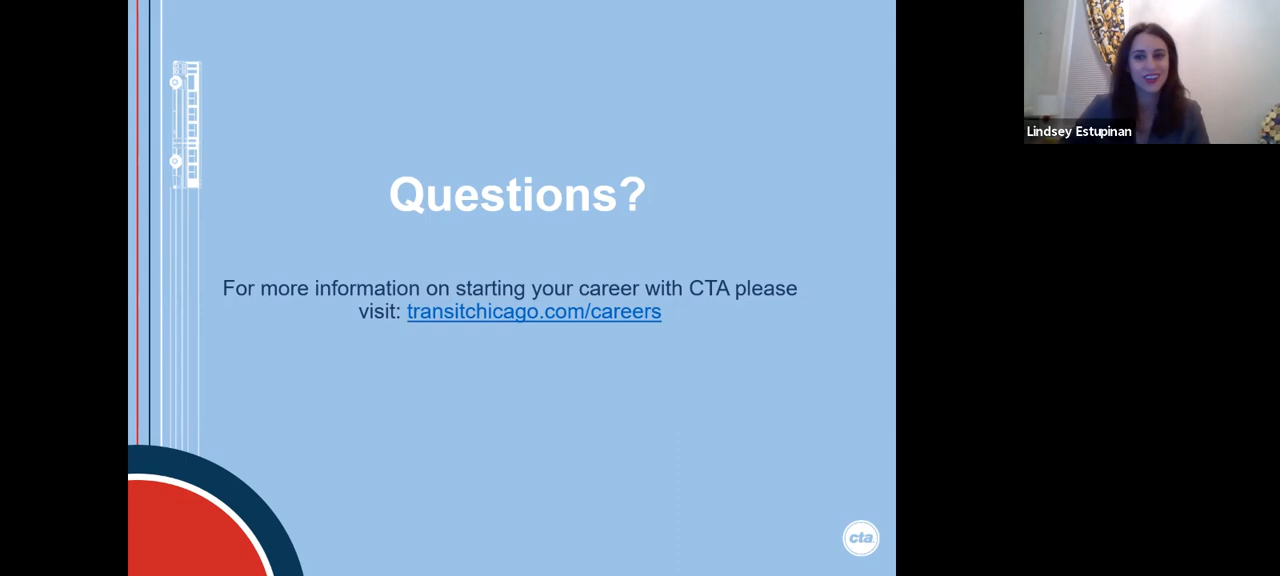 Questions?
For more information on starting your career with CTA please
visit: transitchicago.com/careers
cta
Lindsey Estupinan